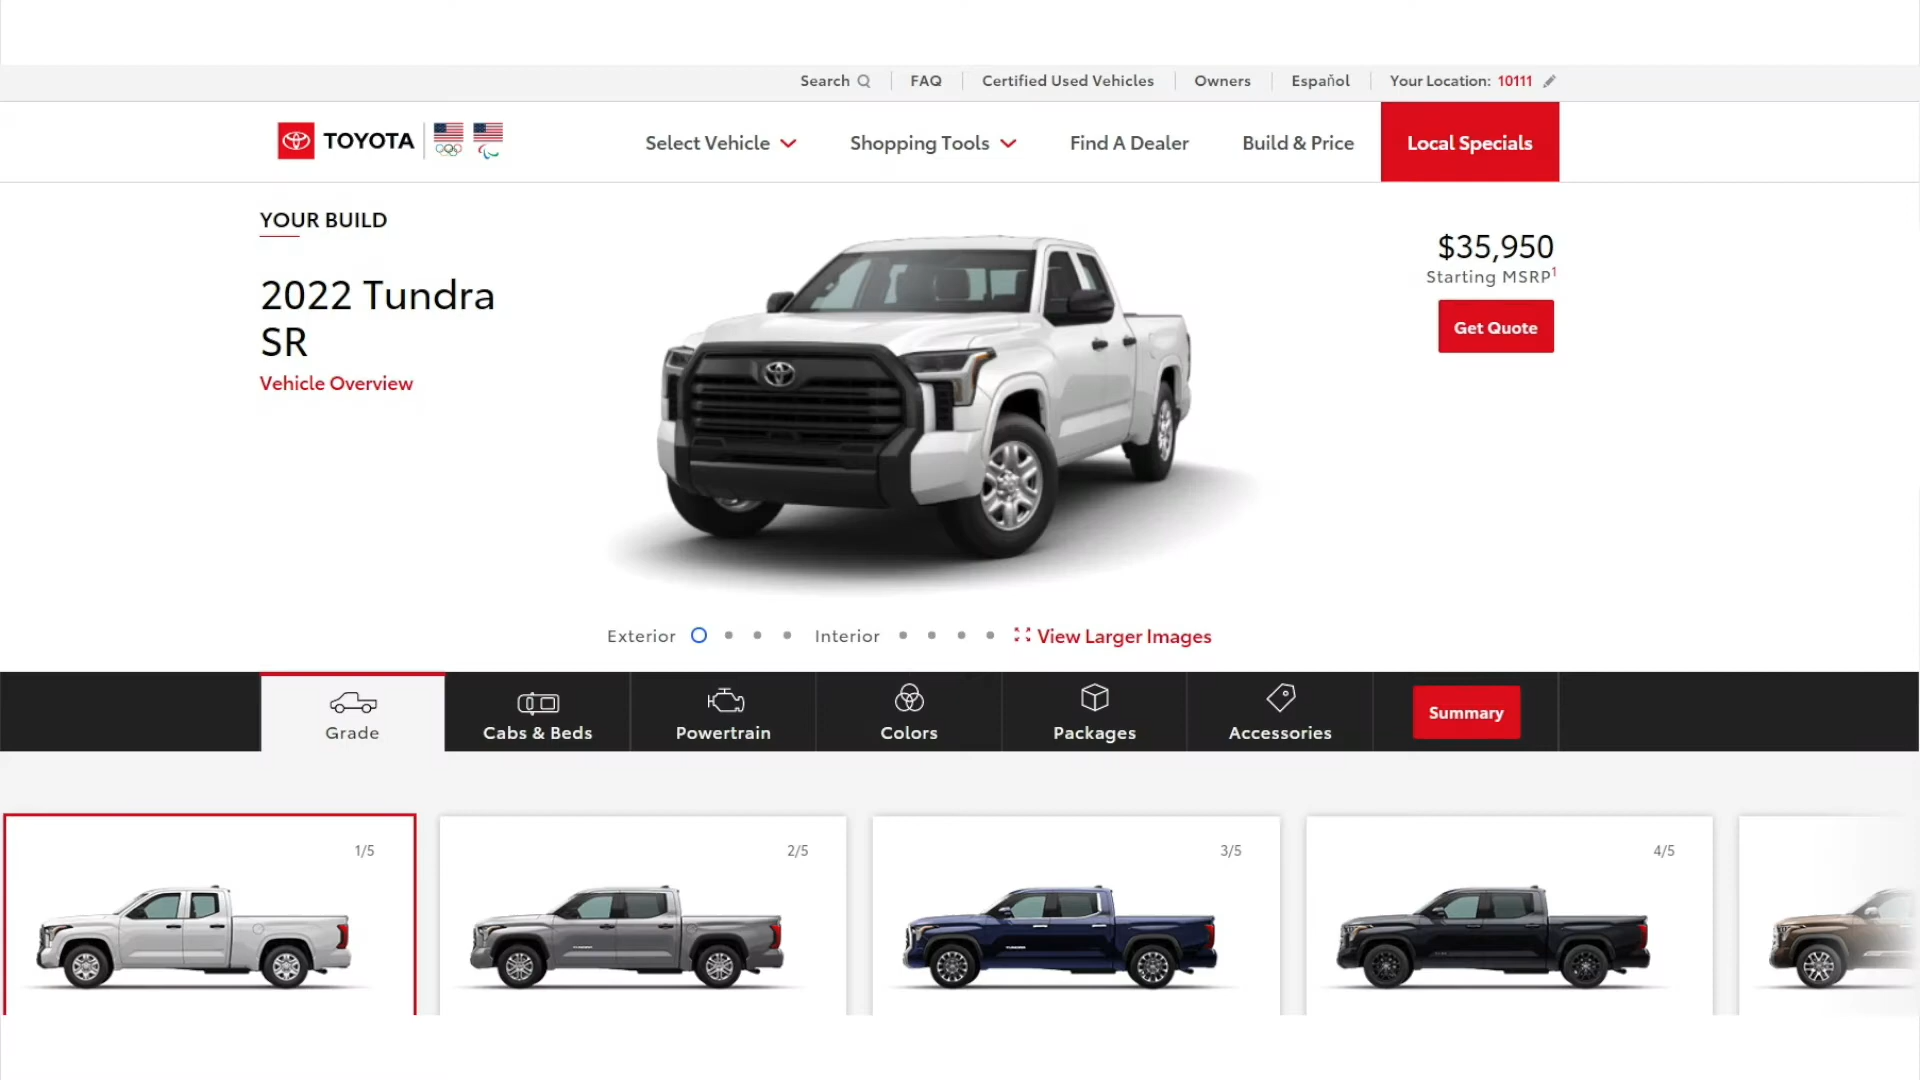 Search
FAQ
Certified Used Vehicles
Owners
Español
Your Location: 10111
TOYOTA
Select Vehicle
Shopping Tools
Find A Dealer
Build & Price
Local Specials
YOUR BUILD
2022 Tundra
SR
Vehicle Overview
$35,950
Starting MSRP1
Get Quote
Exterior
Interior
View Larger Images
Grade
Cabs & Beds
Powertrain
Colors
Packages
Accessories
Summary
1/5
2/5
3/5
4/5